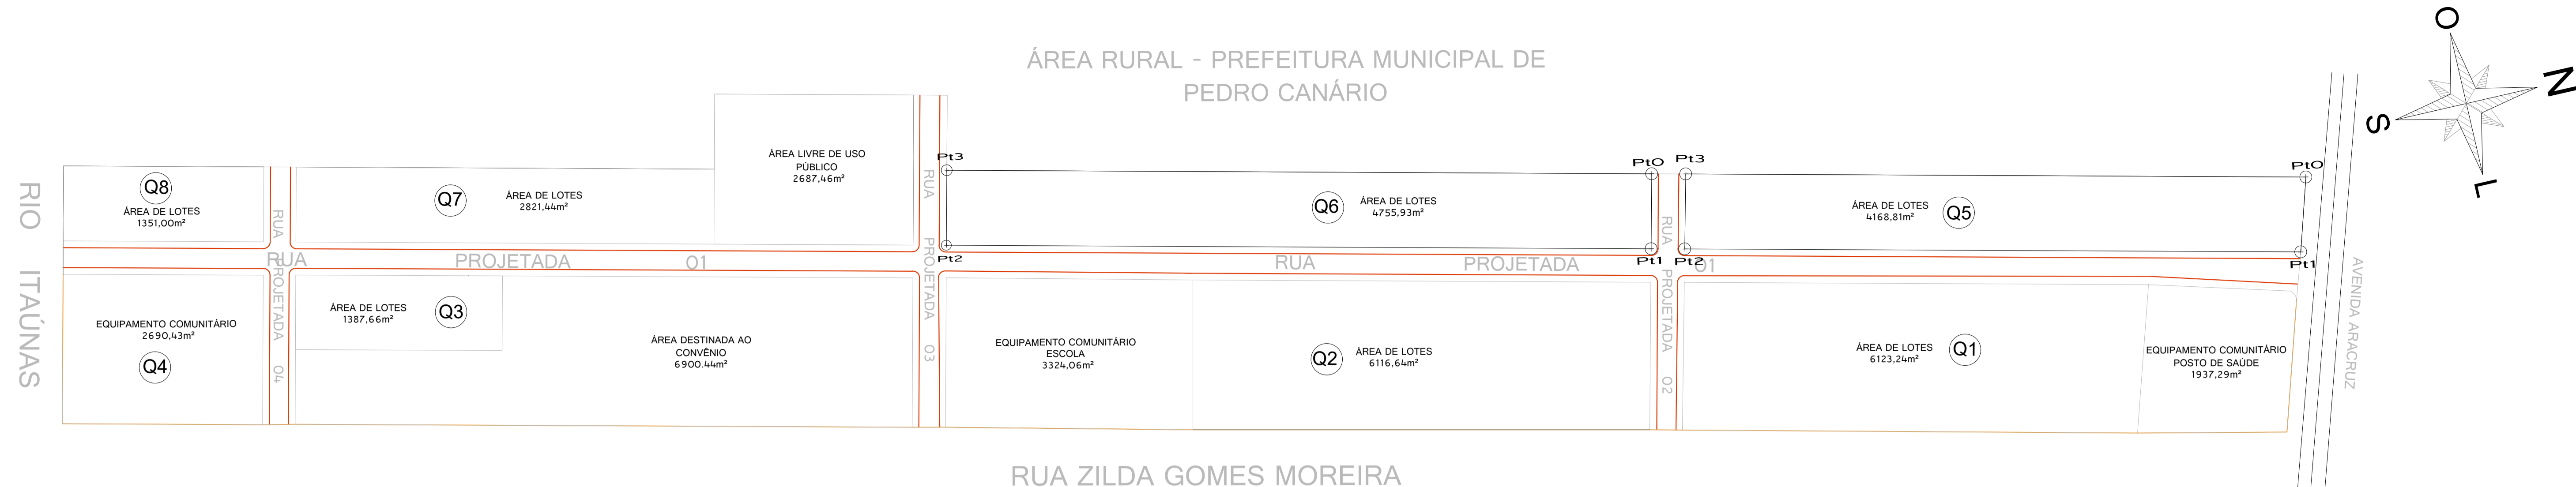 ÁREA RURAL - PREFEITURA MUNICIPAL DE
PEDRO CANÁRIO
O
N
S
L
RIO ITAÚNAS
Q8
ÁREA DE LOTES
1351,00m²
RUA PROJETADA 04
Q7
ÁREA DE LOTES
2821,44m²
ÁREA LIVRE DE USO
PÚBLICO
2687,46m²
RUA PROJETADA 03
Pt3
Pt2
Q6
ÁREA DE LOTES
4755,93m²
Pt0
Pt1
RUA PROJETADA 02
Pt3
Pt2
ÁREA DE LOTES
4168,81m²
Q5
Pt0
Pt1
RUA PROJETADA 01
RUA PROJETADA 01
EQUIPAMENTO COMUNITÁRIO
2690,43m²
Q4
ÁREA DE LOTES
1387,66m²
Q3
ÁREA DESTINADA AO
CONVÊNIO
6900.44m²
EQUIPAMENTO COMUNITÁRIO
ESCOLA
3324,06m²
Q2
ÁREA DE LOTES
6116,64m²
ÁREA DE LOTES
6123,24m²
Q1
EQUIPAMENTO COMUNITÁRIO
POSTO DE SAÚDE
1937,29m²
AVENIDA ARACRUZ
RUA ZILDA GOMES MOREIRA